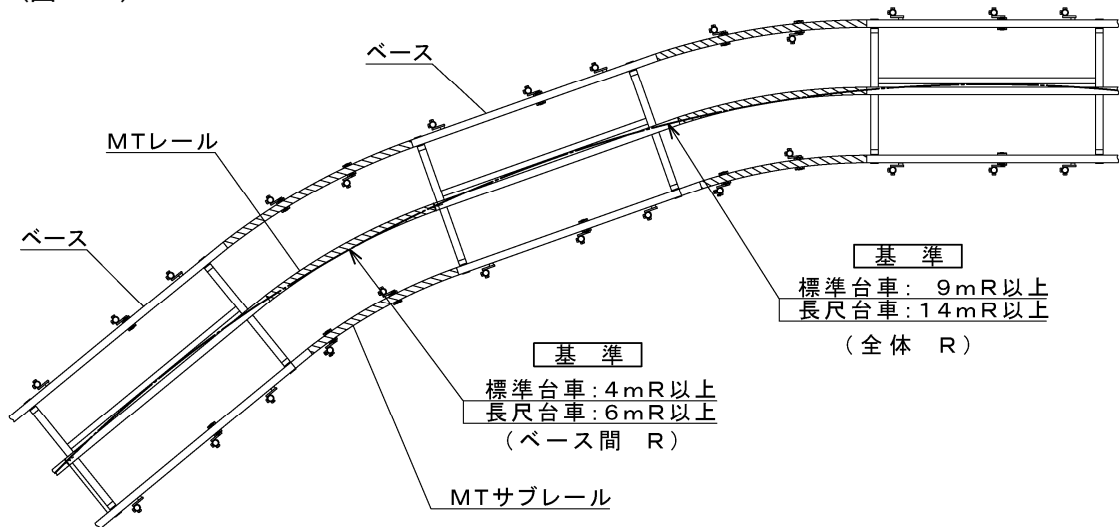 ベース
MTレール
ベース
基 準
標準台車: 9mR以上
長尺台車:14mR以上
(全体 R)
基 準
標準台車:4mR以上
長尺台車:6mR以上
(ベース間 R)
MTサブレール